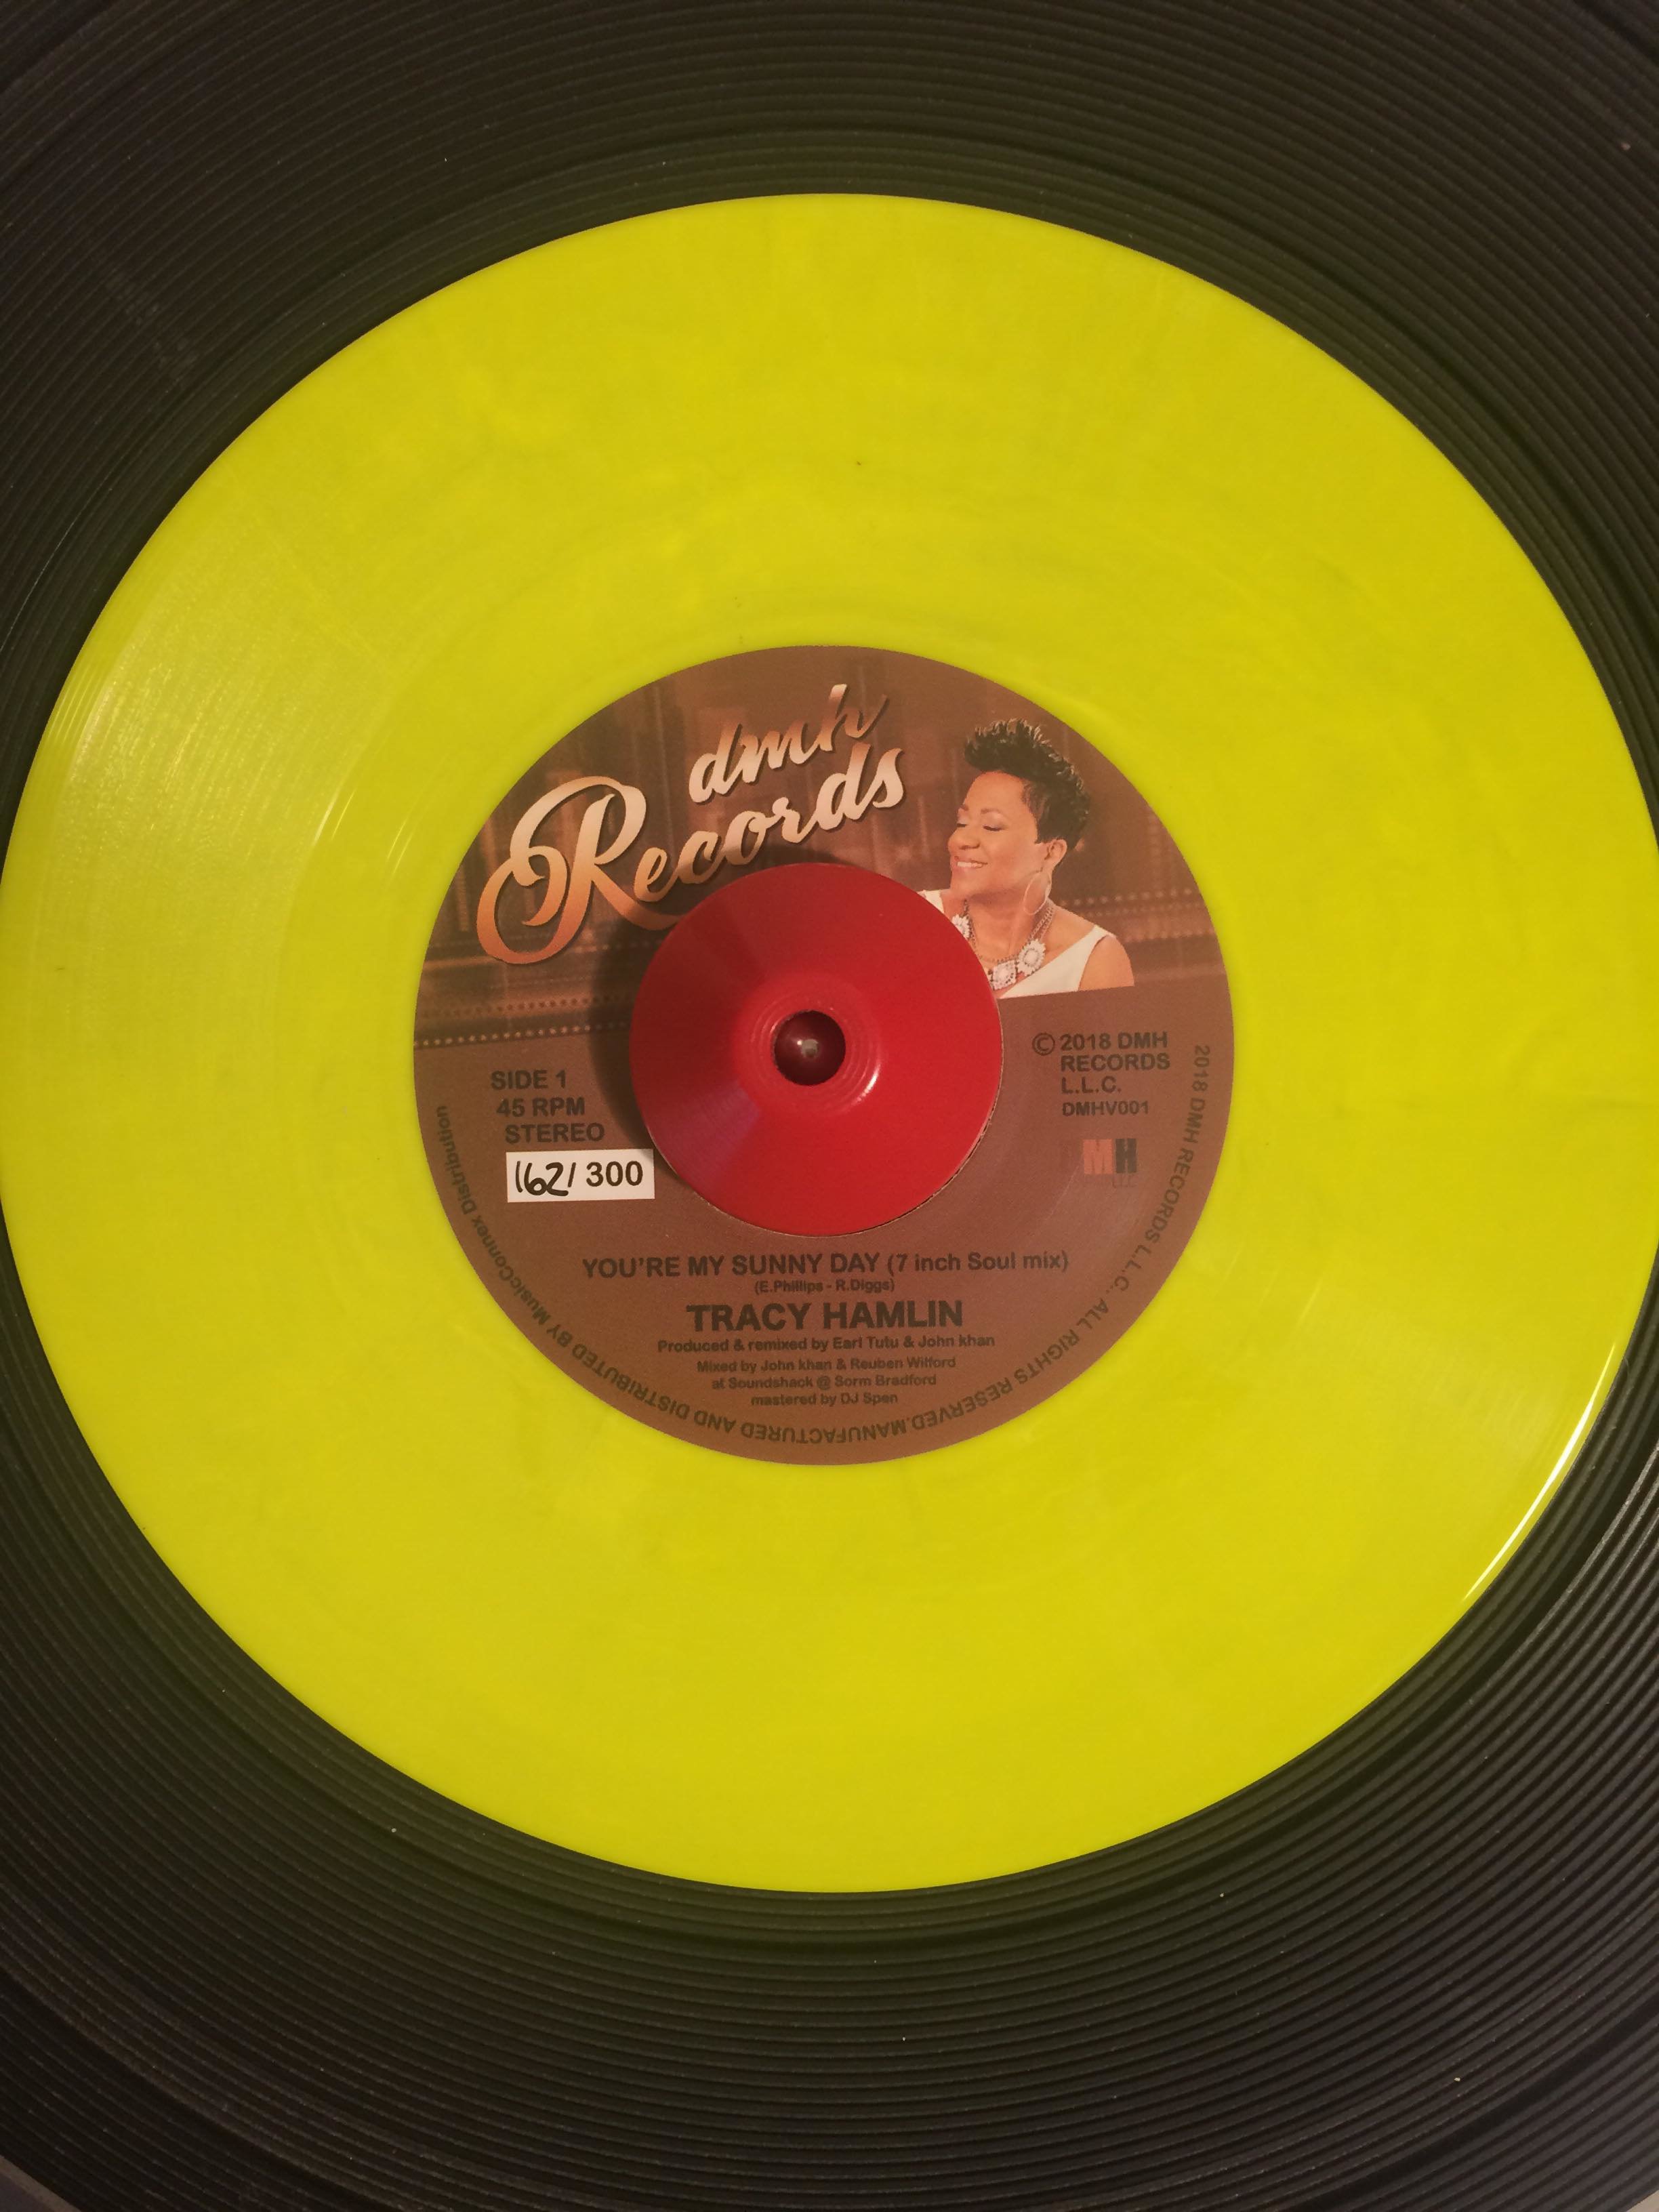 dmh
Records
SIDE 1
45 RPM
STEREO
162/ 300
© 2018 DMH
RECORDS
L.L.C.
DMHV001
DMH
LLC
YOU'RE MY SUNNY DAY (7 inch Soul mix)
(E.Phillips - R.Diggs)
TRACY HAMLIN
Produced & remixed by Earl Tutu & John khan
Mixed by John khan & Reuben Wilford
at Soundshack @ Sorm Bradford
mastered by DJ Spen
2018 DMH RECORDS L.L.C.. ALL RIGHTS RESERVED.MANUFACTURED AND DISTRIBUTED BY MusicConnex Distribution